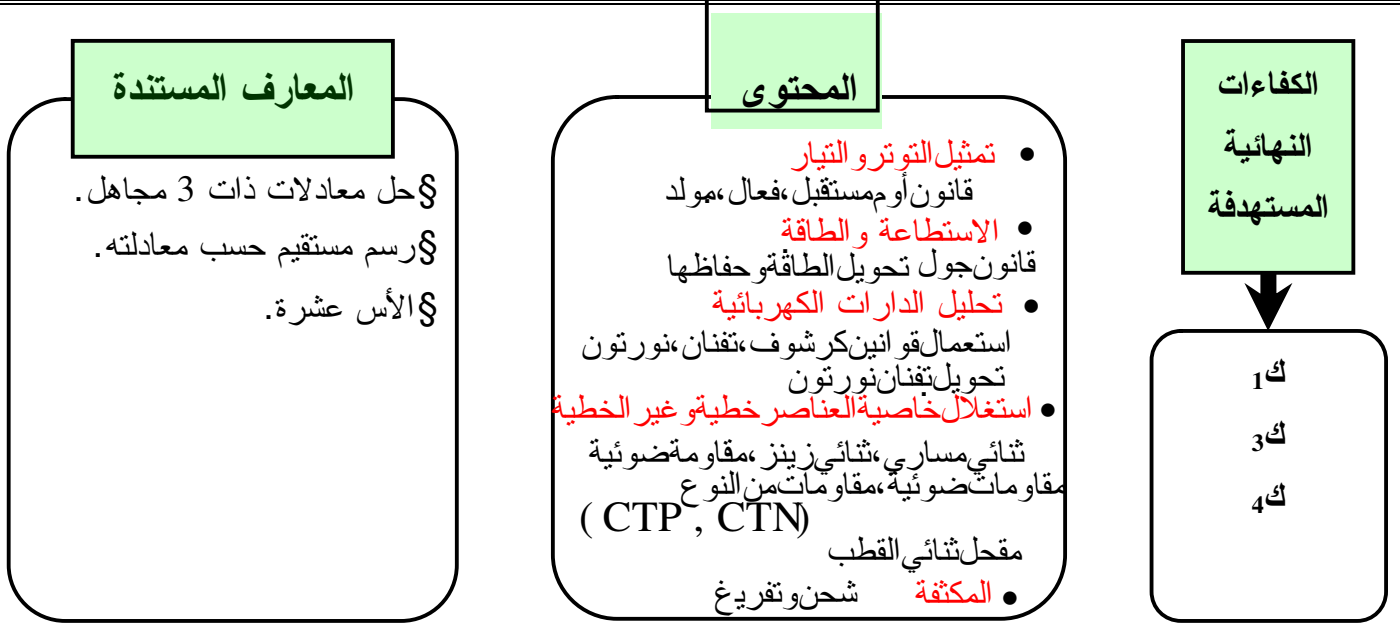 الكفاءات
النهائية
المستهدفة
ك1
ك3
ك4
المحتوى
• تمثيل التوتر و التيار
قانون أوم مستقبل، فعال، مولد
• الاستطاعة و الطاقة
قانون جول تحويل الطاقة و حفاظها
• تحليل الدارات الكهربائية
استعمال قوانين كرشوف، تفنان، نورتون
تحويل تفنان نورتون
• استغلال خاصية العناصر خطية و غير الخطية
ثنائي مساري، ثنائي زينز، مقاومة ضوئية
مقاومات ضوئية، مقاومات من النوع
( CTP , CTN)
مقحل ثنائي القطب
• المكثفة شحن و تفريغ
المعارف المستندة
§حل معادلات ذات 3 مجاهل.
§رسم مستقيم حسب معادلته.
§الأس عشرة.